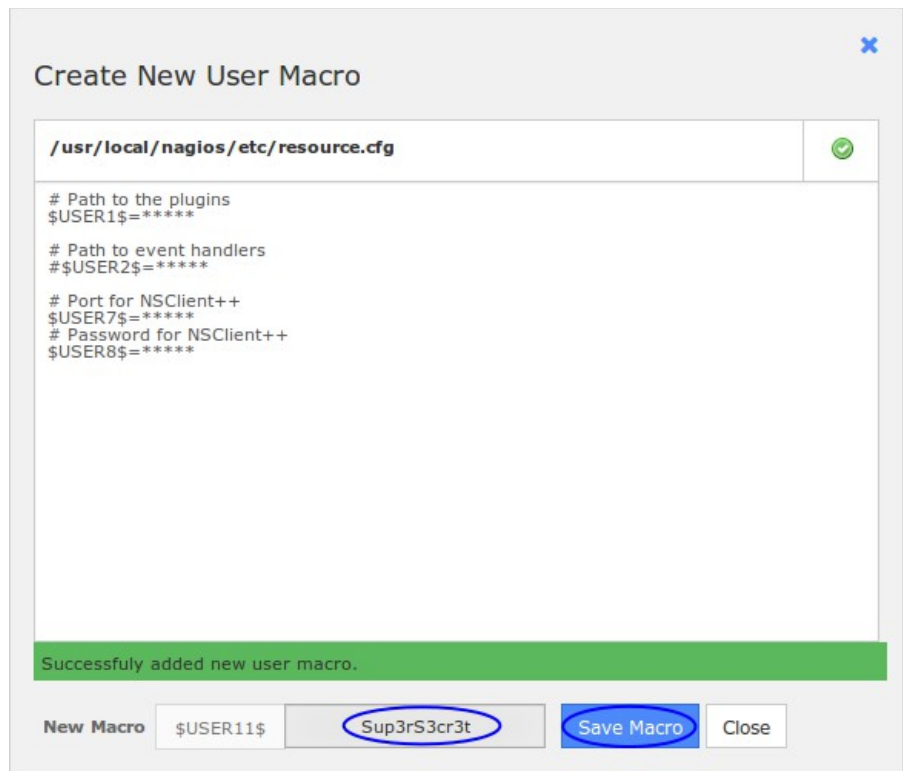 Create New User Macro
/usr/local/nagios/etc/resource.cfg
# Path to the plugins
$USER1$=*****
# Path to event handlers
#$USER2$=*****
# Port for NSClient++
$USER7$=*****
# Password for NSClient++
$USER8$=*****
Successfuly added new user macro.
New Macro $USER11$ Sup3rS3cr3t Save Macro Close